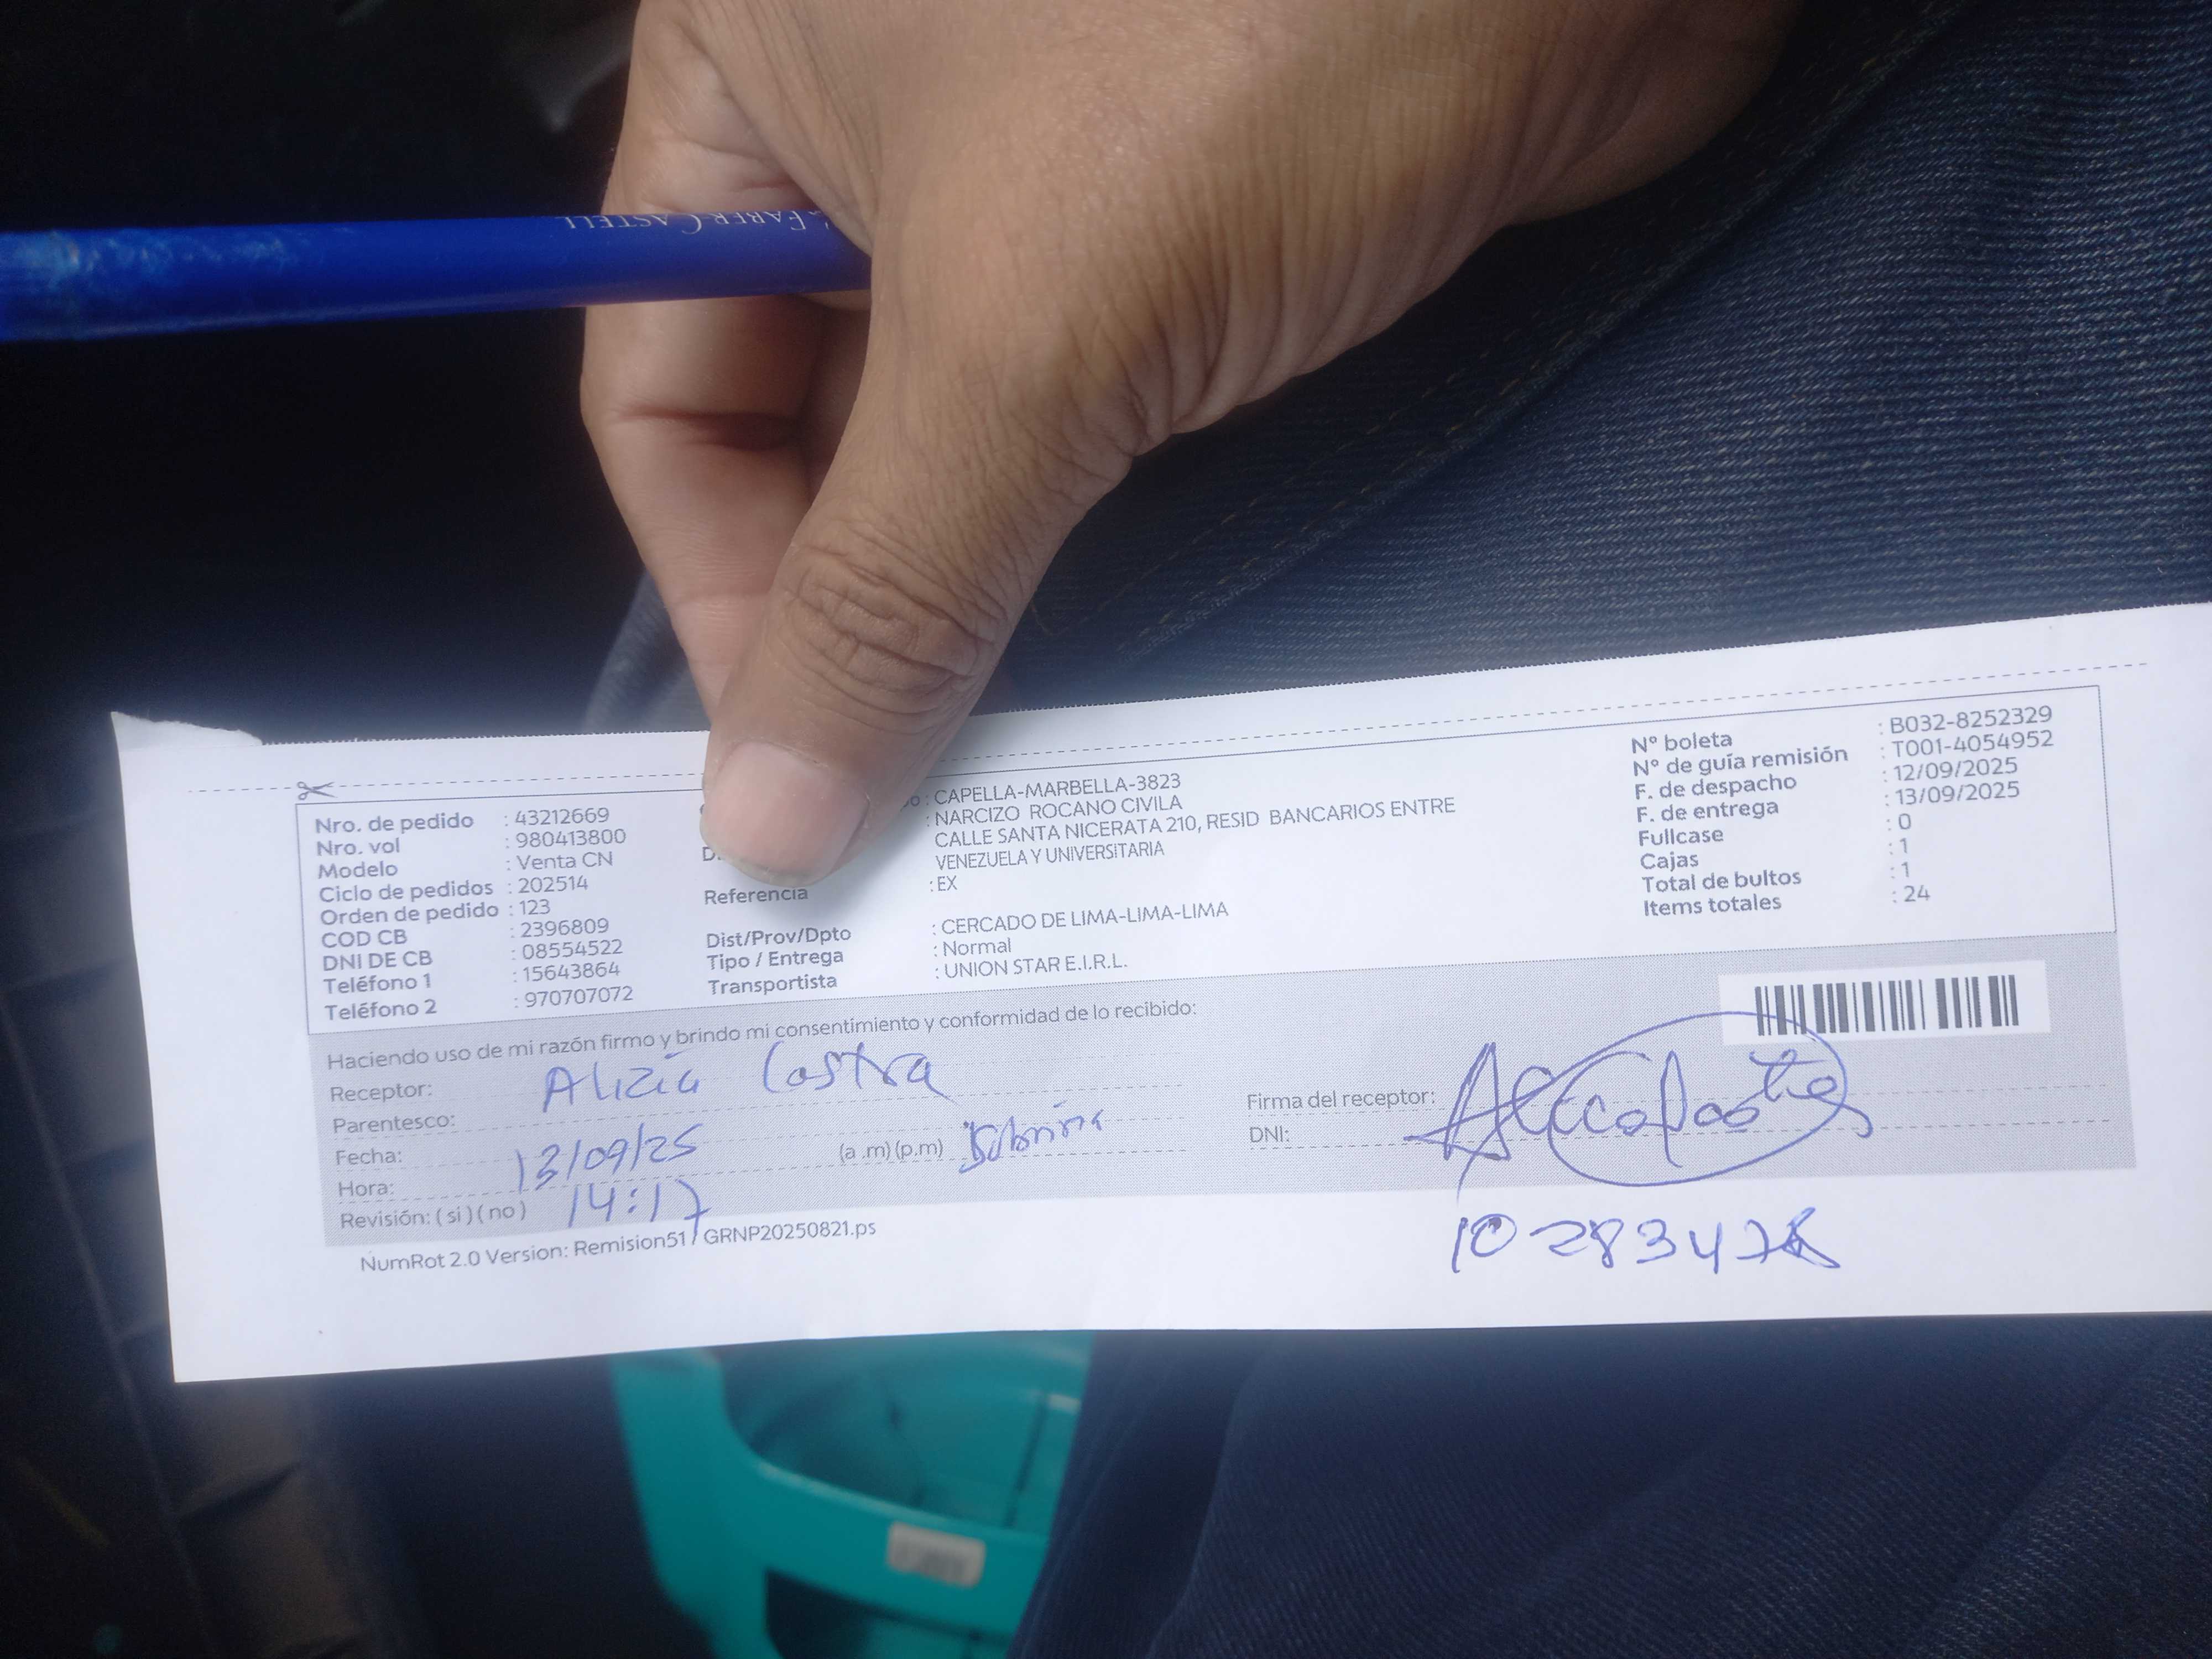 FABER-CASTELL
Nro. de pedido : 43212669
Nro. vol : 980413800
Modelo : Venta CN
Ciclo de pedidos : 202514
Orden de pedido : 123
COD CB : 2396809
DNI DE CB : 08554522
Teléfono 1 : 15643864
Teléfono 2 : 970707072
: CAPELLA-MARBELLA-3823
: NARCIZO ROCANO CIVILA
CALLE SANTA NICERATA 210, RESID BANCARIOS ENTRE
VENEZUELA Y UNIVERSITARIA
Referencia : EX
Dist/Prov/Dpto : CERCADO DE LIMA-LIMA-LIMA
Tipo / Entrega : Normal
Transportista : UNION STAR E.I.R.L.
N° boleta : B032-8252329
N° de guía remisión : T001-4054952
F. de despacho : 12/09/2025
F. de entrega : 13/09/2025
Fullcase : 0
Cajas : 1
Total de bultos : 1
Items totales : 24
Haciendo uso de mi razón firmo y brindo mi consentimiento y conformidad de lo recibido:
Receptor: Alizia Castra
Parentesco:
Fecha: 13/09/25 (a .m) (p.m) Sobrina
Hora: 14:17
Revisión: ( si ) ( no )
Firma del receptor:
DNI:
NumRot 2.0 Version: Remision51 / GRNP20250821.ps